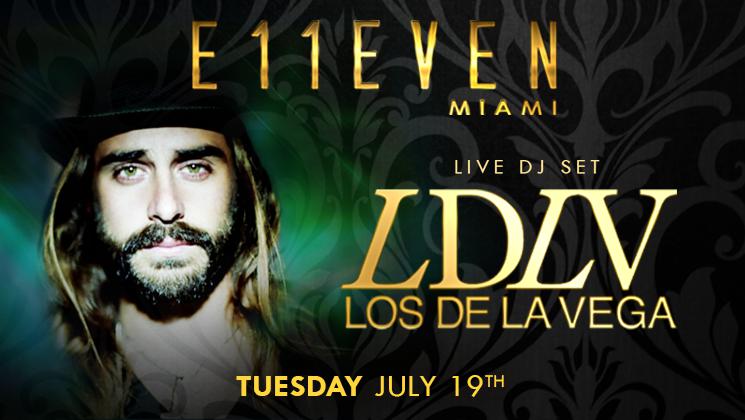 E11EVEN
MIAMI
LIVE DJ SET
LDLV
LOS DE LA VEGA
TUESDAY JULY 19TH